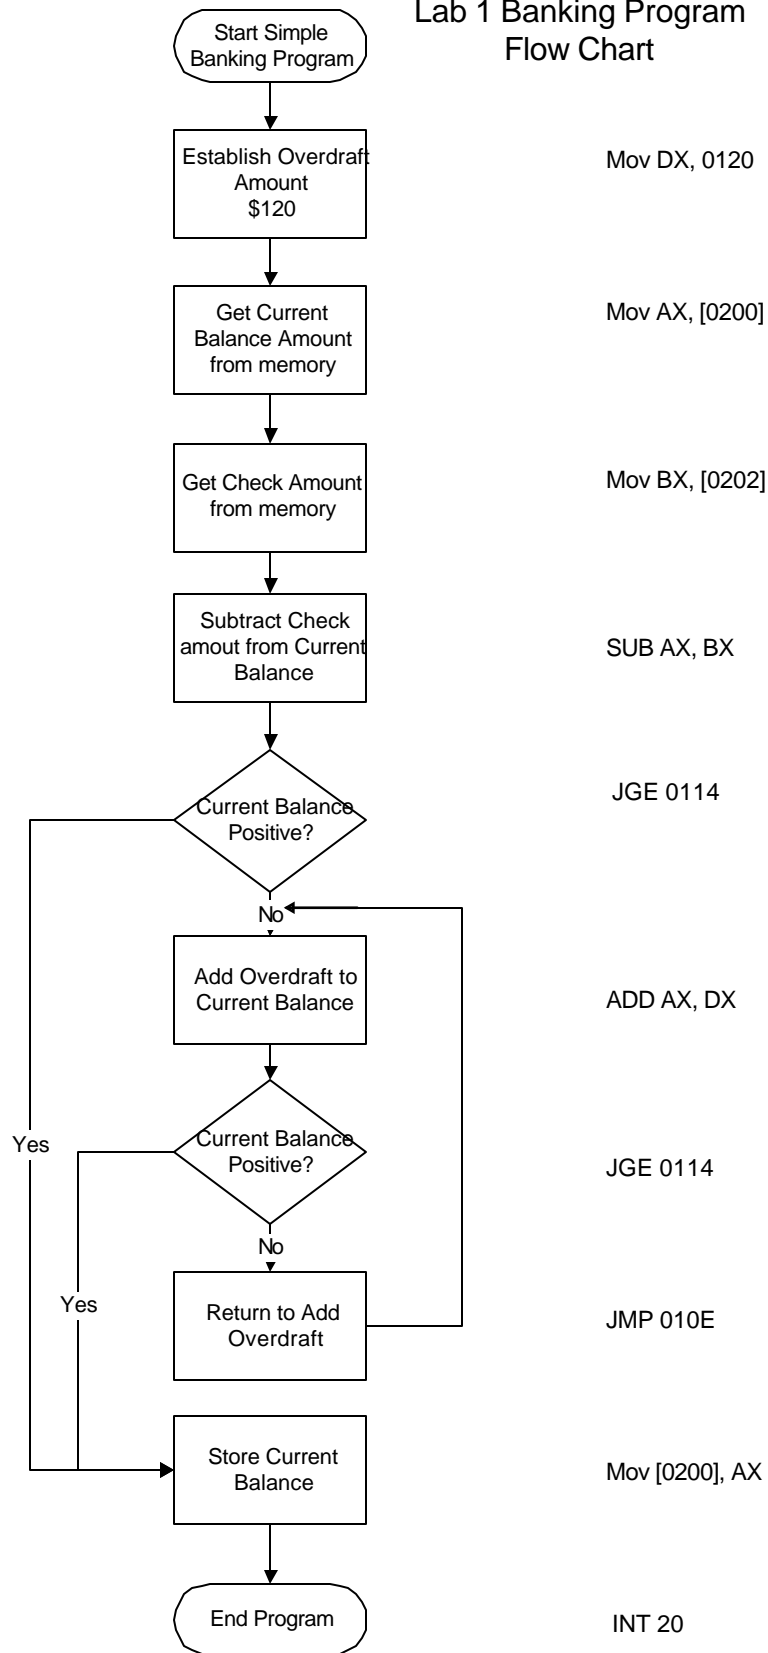 Lab 1 Banking Program
Flow Chart
Start Simple
Banking Program
Establish Overdraft
Amount
$120
Mov DX, 0120
Get Current
Balance Amount
from memory
Mov AX, [0200]
Get Check Amount
from memory
Mov BX, [0202]
Subtract Check
amout from Current
Balance
SUB AX, BX
Current Balance
Positive?
JGE 0114
No
Add Overdraft to
Current Balance
ADD AX, DX
Yes
Current Balance
Positive?
JGE 0114
No
Yes
Return to Add
Overdraft
JMP 010E
Store Current
Balance
Mov [0200], AX
End Program
INT 20